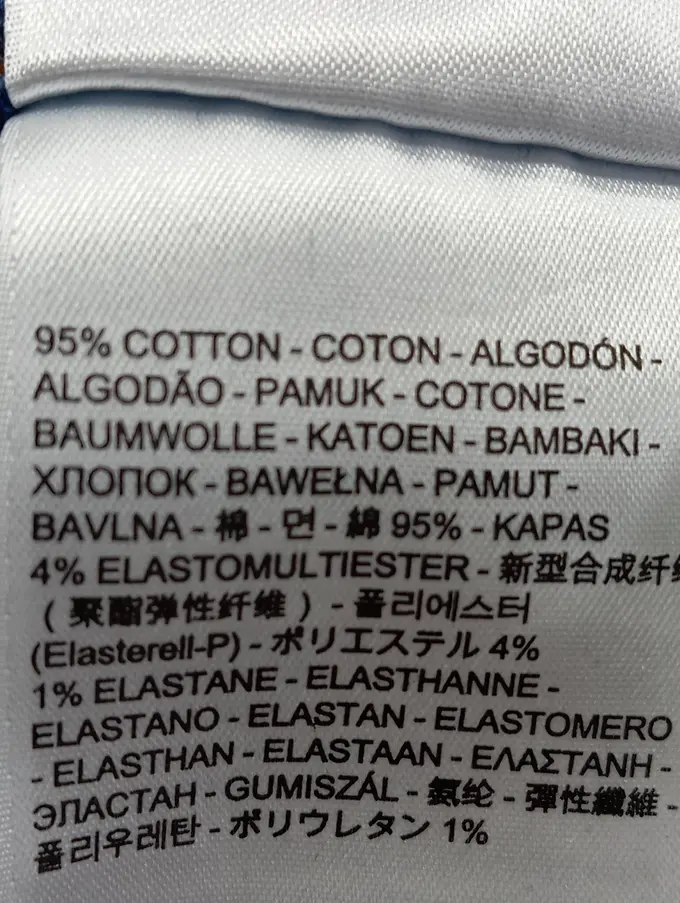 95% COTTON - COTON - ALGODÓN -
ALGODÃO - PAMUK - COTONE -
BAUMWOLLE - KATOEN - BAMBAKI -
ХЛОПОК - BAWEŁNA - PAMUT -
BAVLNA - 棉 - 면 - 綿 95% - KAPAS
4% ELASTOMULTIESTER - 新型合成纤
(聚酯弹性纤维) - 폴리에스터
(Elasterell-P) - ポリエステル 4%
1% ELASTANE - ELASTHANNE -
ELASTANO - ELASTAN - ELASTOMERO
- ELASTHAN - ELASTAAN - ΕΛΑΣΤΑΝΗ -
ЭЛАСТАН - GUMISZÁL - 氨纶 - 彈性纖維 -
폴리우레탄 - ポリウレタン 1%